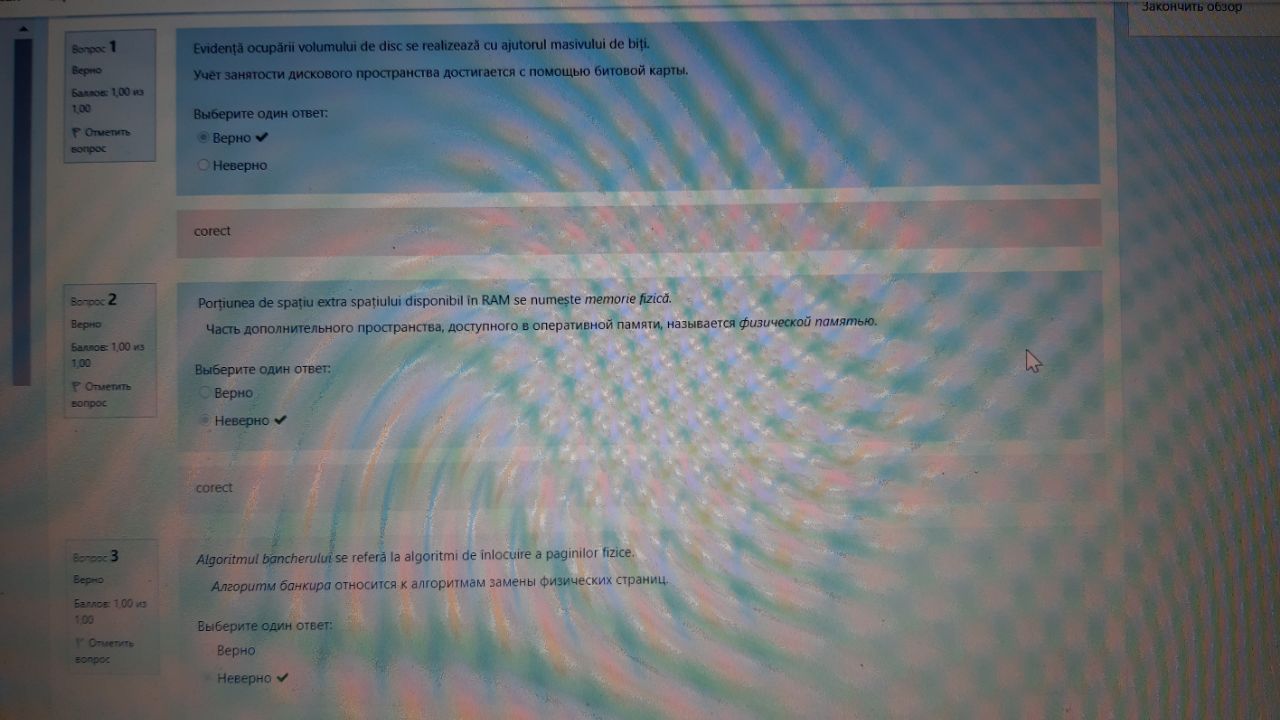 Закончить обзор
Вопрос 1
Верно
Баллов: 1,00 из
1,00
Отметить
вопрос
Evidență ocupării volumului de disc se realizează cu ajutorul masivului de biți.
Учёт занятости дискового пространства достигается с помощью битовой карты.
Выберите один ответ:
Верно
Неверно
corect
Вопрос 2
Верно
Баллов: 1,00 из
1,00
Отметить
вопрос
Porțiunea de spațiu extra spațiului disponibil în RAM se numește memorie fizică.
Часть дополнительного пространства, доступного в оперативной памяти, называется физической памятью.
Выберите один ответ:
Верно
Неверно
corect
Вопрос 3
Верно
Баллов: 1,00 из
1,00
Отметить
вопрос
Algoritmul bancherului se referă la algoritmi de înlocuire a paginilor fizice.
Алгоритм банкира относится к алгоритмам замены физических страниц.
Выберите один ответ:
Верно
Неверно